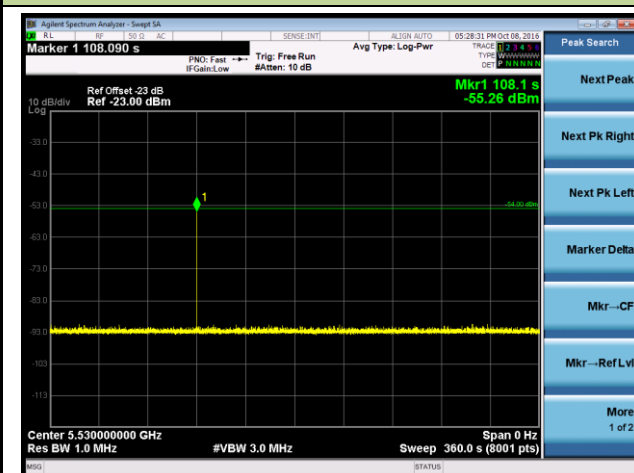 Agilent Spectrum Analyzer - Swept SA
RL RF 50 Ω AC SENSE:INT ALIGN AUTO 05:28:31 PM Oct 08, 2016
Marker 1 108.090 s
PNO: Fast Trig: Free Run
IFGain:Low #Atten: 10 dB
Avg Type: Log-Pwr
TRACE 1 2 3 4 5 6
TYPE W
DET P N N N N N
Peak Search
Mkr1 108.1 s
-55.26 dBm
Ref Offset -23 dB
10 dB/div Ref -23.00 dBm
Log
-33.0
-43.0
-53.0
-63.0
-73.0
-83.0
-93.0
-103
-113
1
-54.00 dBm
Center 5.530000000 GHz Span 0 Hz
Res BW 1.0 MHz #VBW 3.0 MHz Sweep 360.0 s (8001 pts)
MSG STATUS
Next Peak
Next Pk Right
Next Pk Left
Marker Delta
Mkr→CF
Mkr→Ref Lvl
More
1 of 2